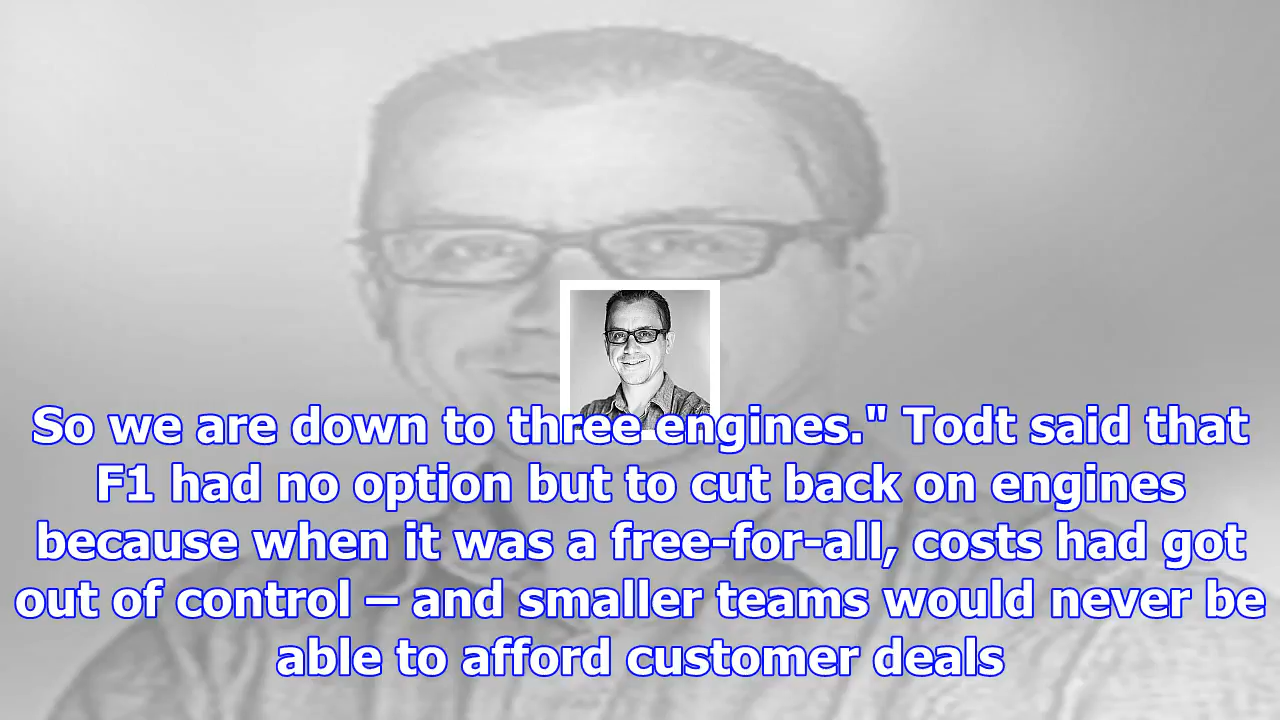 So we are down to three engines." Todt said that
F1 had no option but to cut back on engines
because when it was a free-for-all, costs had got
out of control – and smaller teams would never be
able to afford customer deals